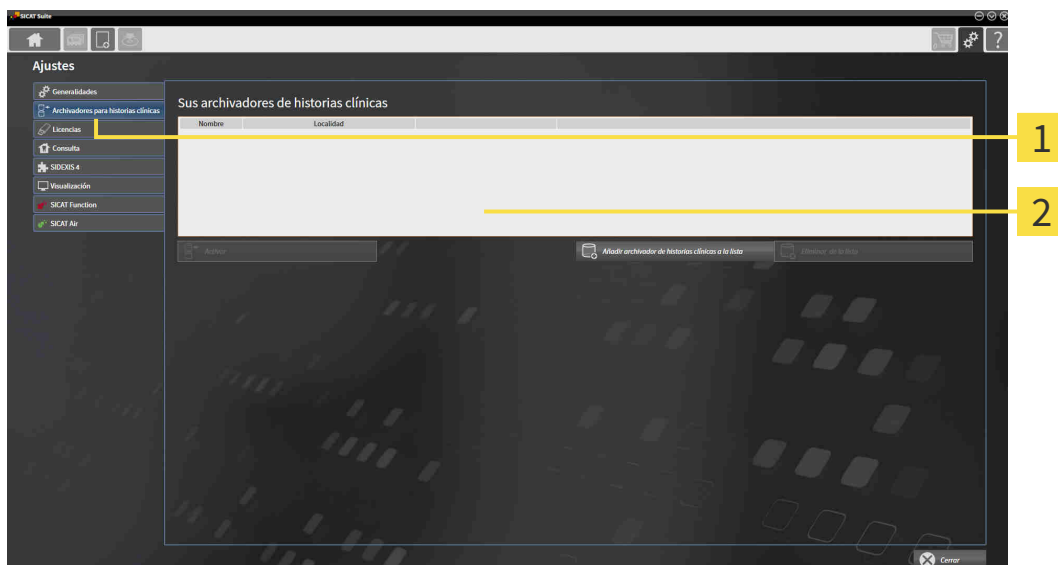 SICAT Suite
?
Ajustes
Generalidades
Archivadores para historias clínicas
Licencias
Consulta
SIDEXIS 4
Visualización
SICAT Function
SICAT Air
Sus archivadores de historias clínicas
Nombre Localidad
Activar
Añadir archivador de historias clínicas a la lista
Eliminar de la lista
Cerrar
1
2